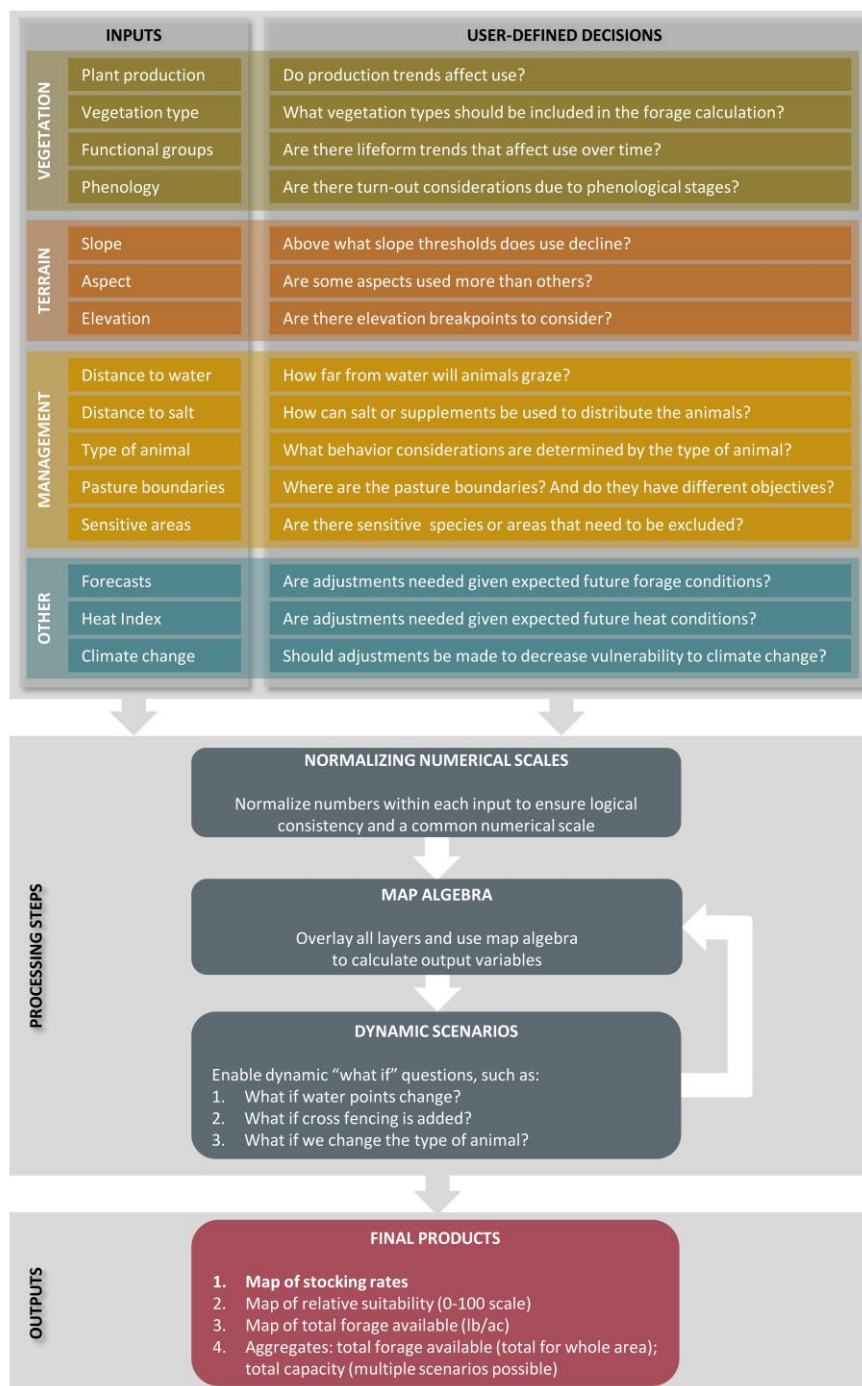 INPUTS
USER-DEFINED DECISIONS
VEGETATION
Plant production
Do production trends affect use?
Vegetation type
What vegetation types should be included in the forage calculation?
Functional groups
Are there lifeform trends that affect use over time?
Phenology
Are there turn-out considerations due to phenological stages?
TERRAIN
Slope
Above what slope thresholds does use decline?
Aspect
Are some aspects used more than others?
Elevation
Are there elevation breakpoints to consider?
MANAGEMENT
Distance to water
How far from water will animals graze?
Distance to salt
How can salt or supplements be used to distribute the animals?
Type of animal
What behavior considerations are determined by the type of animal?
Pasture boundaries
Where are the pasture boundaries? And do they have different objectives?
Sensitive areas
Are there sensitive species or areas that need to be excluded?
OTHER
Forecasts
Are adjustments needed given expected future forage conditions?
Heat Index
Are adjustments needed given expected future heat conditions?
Climate change
Should adjustments be made to decrease vulnerability to climate change?
PROCESSING STEPS
NORMALIZING NUMERICAL SCALES
Normalize numbers within each input to ensure logical
consistency and a common numerical scale
MAP ALGEBRA
Overlay all layers and use map algebra
to calculate output variables
DYNAMIC SCENARIOS
Enable dynamic “what if” questions, such as:
1. What if water points change?
2. What if cross fencing is added?
3. What if we change the type of animal?
OUTPUTS
FINAL PRODUCTS
1. Map of stocking rates
2. Map of relative suitability (0-100 scale)
3. Map of total forage available (lb/ac)
4. Aggregates: total forage available (total for whole area);
total capacity (multiple scenarios possible)